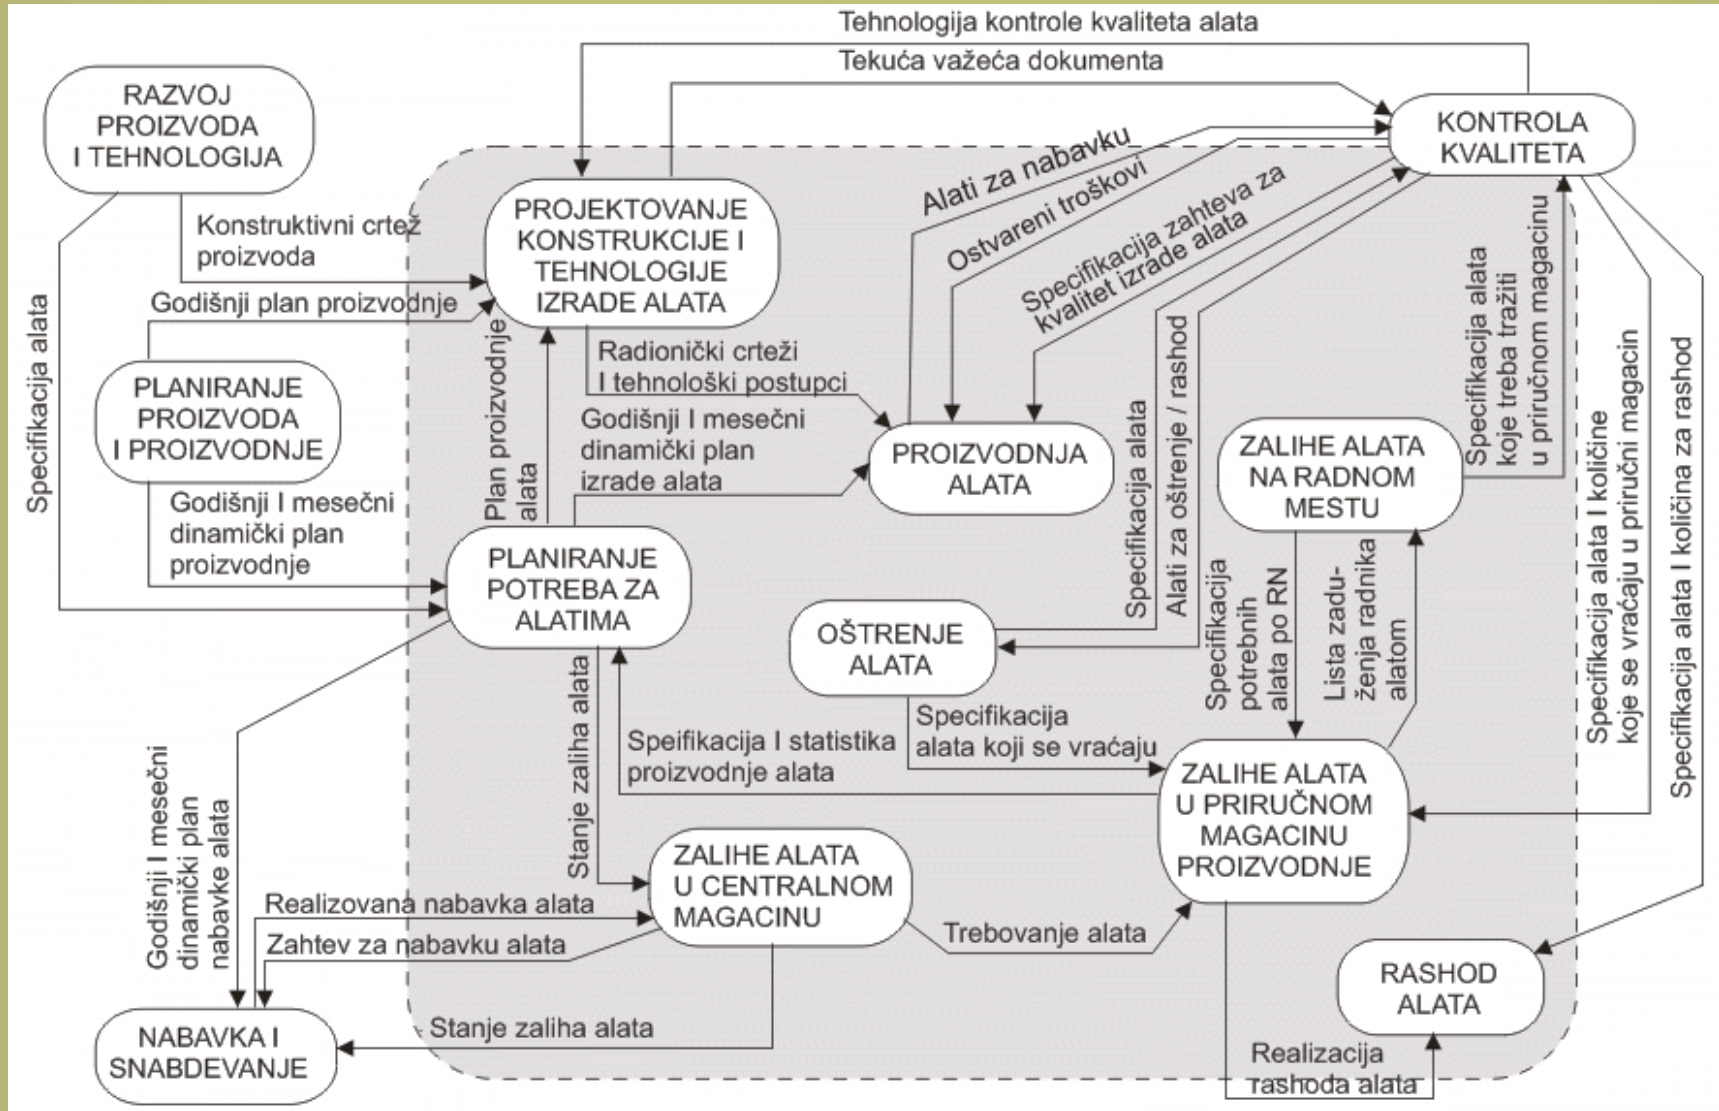 Tehnologija kontrole kvaliteta alata
Tekuća važeća dokumenta
RAZVOJ
PROIZVODA
I TEHNOLOGIJA
KONTROLA
KVALITETA
Konstruktivni crtež
proizvoda
PROJEKTOVANJE
KONSTRUKCIJE I
TEHNOLOGIJE
IZRADE ALATA
Alati za nabavku
Ostvareni troškovi
Specifikacija zahteva za
kvalitet izrade alata
Specifikacija alata
koje treba tražiti
u priručnom magacinu
Godišnji plan proizvodnje
Specifikacija alata
PLANIRANJE
PROIZVODA
I PROIZVODNJE
Plan proizvodnje
alata
Radionički crteži
I tehnološki postupci
Godišnji I mesečni
dinamički plan
izrade alata
PROIZVODNJA
ALATA
Specifikacija alata
Alati za oštrenje / rashod
ZALIHE ALATA
NA RADNOM
MESTU
Specifikacija alata I količine
koje se vraćaju u priručni magacin
Specifikacija alata I količina za rashod
Godišnji I mesečni
dinamički plan
proizvodnje
PLANIRANJE
POTREBA ZA
ALATIMA
OŠTRENJE
ALATA
Specifikacija
potrebnih
alata po RN
Lista zadu-
ženja radnika
alatom
Stanje zaliha alata
Speifikacija I statistika
proizvodnje alata
Specifikacija
alata koji se vraćaju
ZALIHE ALATA
U PRIRUČNOM
MAGACINU
PROIZVODNJE
Godišnji I mesečni
dinamički plan
nabavke alata
ZALIHE ALATA
U CENTRALNOM
MAGACINU
Realizovana nabavka alata
Zahtev za nabavku alata
Trebovanje alata
RASHOD
ALATA
NABAVKA I
SNABDEVANJE
Stanje zaliha alata
Realizacija
rashoda alata